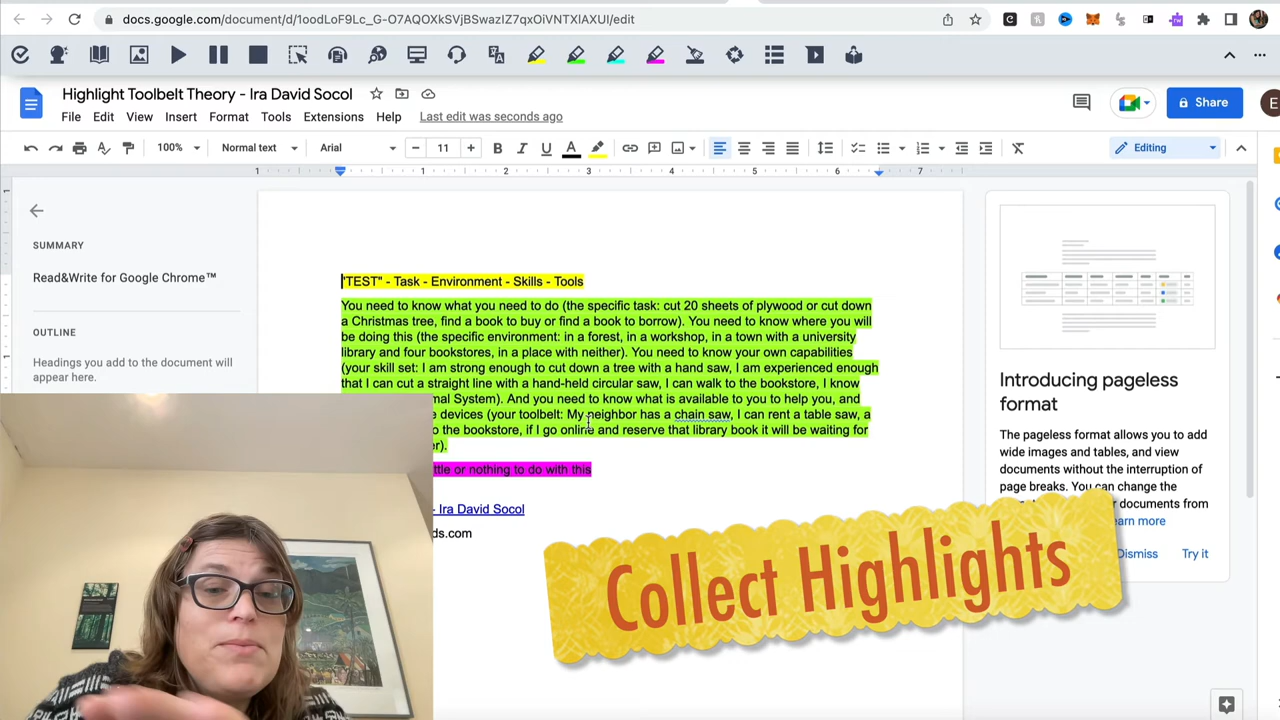 docs.google.com/document/d/1oodLoF9Lc_G-O7AQOXkSVjBSwazIZ7qxOiVNTXlAXUI/edit
Highlight Toolbelt Theory - Ira David Socol
Share
File Edit View Insert Format Tools Extensions Help Last edit was seconds ago
100% Normal text Arial 11 B I U A Editing
1 1 2 3 4 5 6 7
SUMMARY
Read&Write for Google Chrome™
OUTLINE
Headings you add to the document will
appear here.
"TEST" - Task - Environment - Skills - Tools
You need to know what you need to do (the specific task: cut 20 sheets of plywood or cut down
a Christmas tree, find a book to buy or find a book to borrow). You need to know where you will
be doing this (the specific environment: in a forest, in a workshop, in a town with a university
library and four bookstores, in a place with neither). You need to know your own capabilities
(your skill set: I am strong enough to cut down a tree with a hand saw, I am experienced enough
that I can cut a straight line with a hand-held circular saw, I can walk to the bookstore, I know
mal System). And you need to know what is available to you to help you, and
e devices (your toolbelt: My neighbor has a chain saw, I can rent a table saw, a
o the bookstore, if I go online and reserve that library book it will be waiting for
er).
ttle or nothing to do with this
- Ira David Socol
ds.com
Introducing pageless
format
The pageless format allows you to add
wide images and tables, and view
documents without the interruption of
page breaks. You can change the
documents from
earn more
Dismiss Try it
Collect Highlights